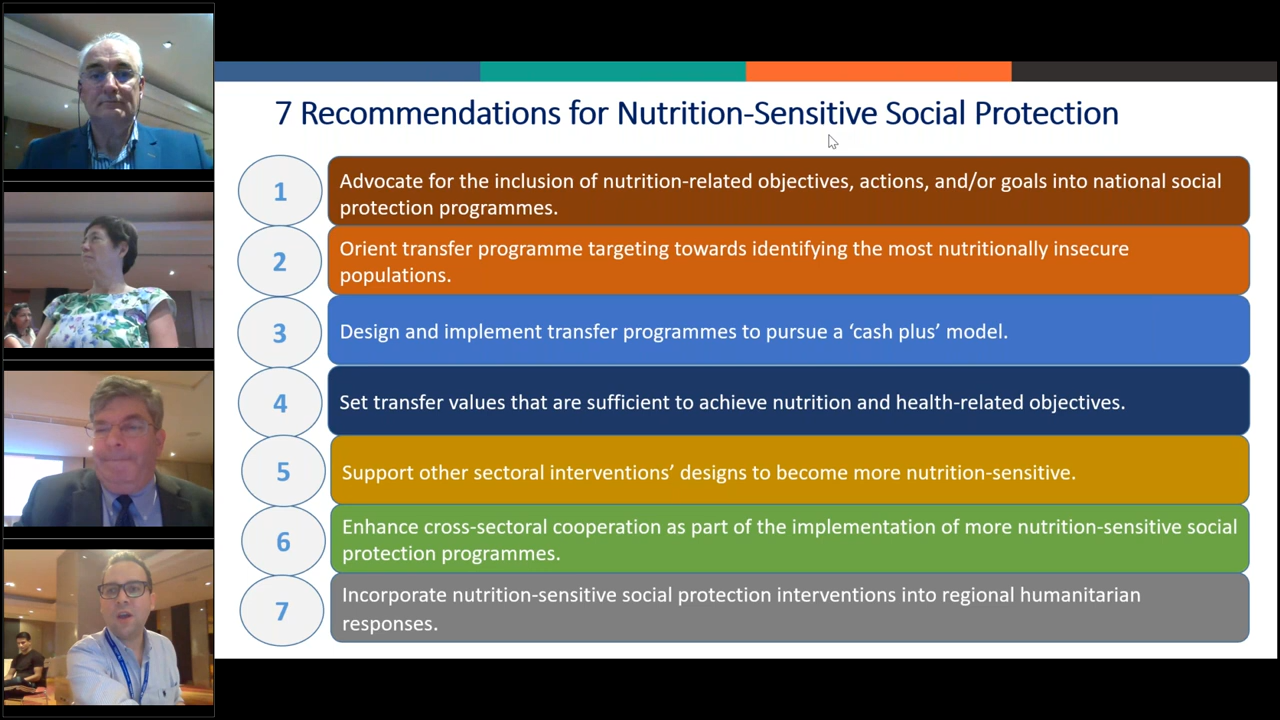 7 Recommendations for Nutrition-Sensitive Social Protection
1
Advocate for the inclusion of nutrition-related objectives, actions, and/or goals into national social
protection programmes.
2
Orient transfer programme targeting towards identifying the most nutritionally insecure
populations.
3
Design and implement transfer programmes to pursue a ‘cash plus’ model.
4
Set transfer values that are sufficient to achieve nutrition and health-related objectives.
5
Support other sectoral interventions’ designs to become more nutrition-sensitive.
6
Enhance cross-sectoral cooperation as part of the implementation of more nutrition-sensitive social
protection programmes.
7
Incorporate nutrition-sensitive social protection interventions into regional humanitarian
responses.